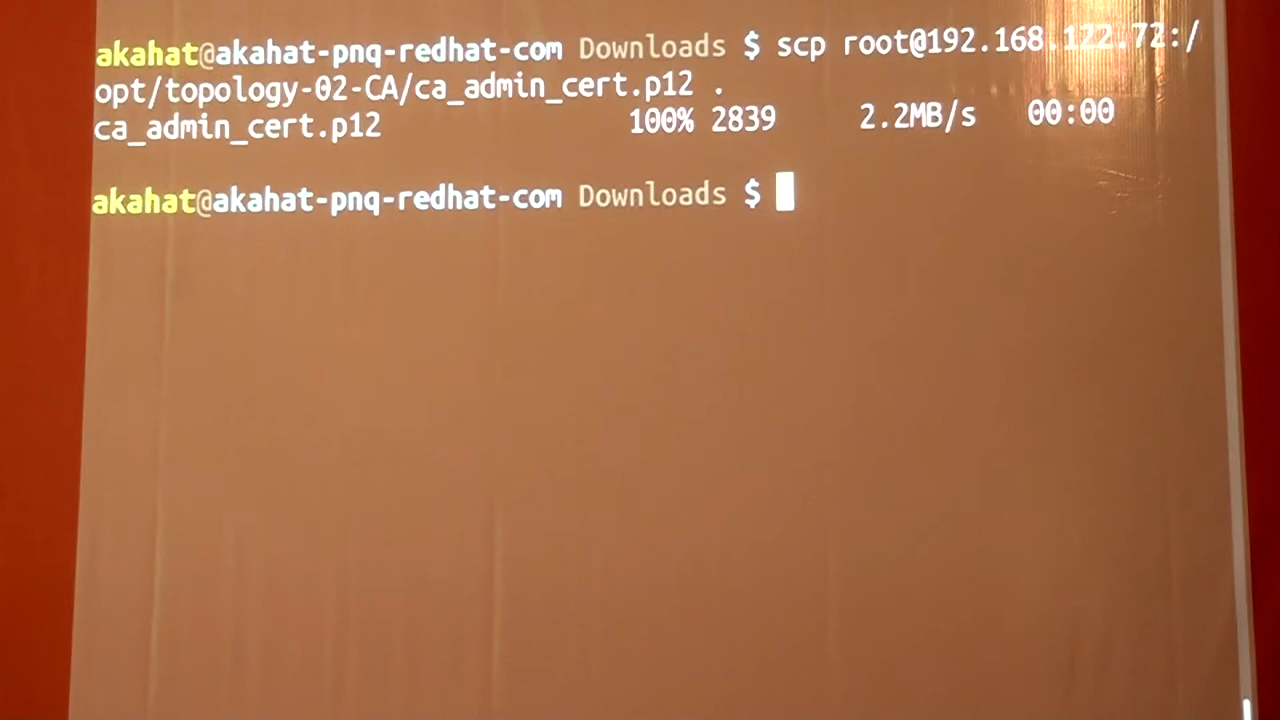 akahat@akahat-pnq-redhat-com Downloads $ scp root@192.168.122.72:/
opt/topology-02-CA/ca_admin_cert.p12 .
ca_admin_cert.p12 100% 2839 2.2MB/s 00:00
akahat@akahat-pnq-redhat-com Downloads $